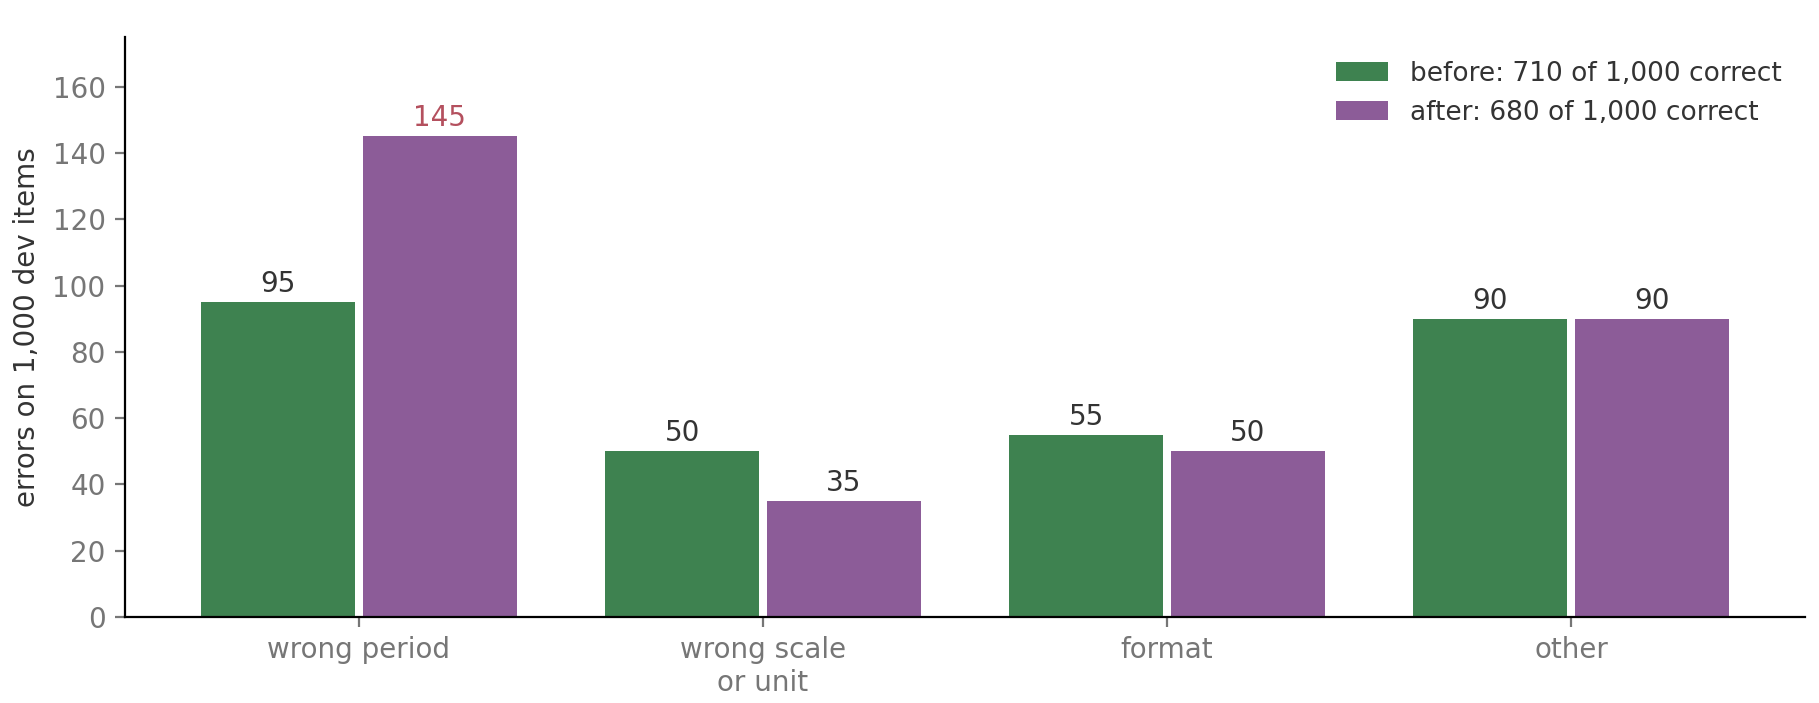 before: 710 of 1,000 correct
after: 680 of 1,000 correct
errors on 1,000 dev items
160
140
120
100
80
60
40
20
0
95
145
50
35
55
50
90
90
wrong period
wrong scale
or unit
format
other